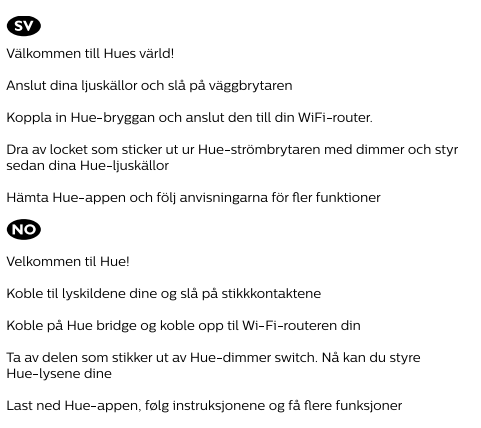 SV
Välkommen till Hues värld!
Anslut dina ljuskällor och slå på väggbrytaren
Koppla in Hue-bryggan och anslut den till din WiFi-router.
Dra av locket som sticker ut ur Hue-strömbrytaren med dimmer och styr
sedan dina Hue-ljuskällor
Hämta Hue-appen och följ anvisningarna för fler funktioner
NO
Velkommen til Hue!
Koble til lyskildene dine og slå på stikkkontaktene
Koble på Hue bridge og koble opp til Wi-Fi-routeren din
Ta av delen som stikker ut av Hue-dimmer switch. Nå kan du styre
Hue-lysene dine
Last ned Hue-appen, følg instruksjonene og få flere funksjoner